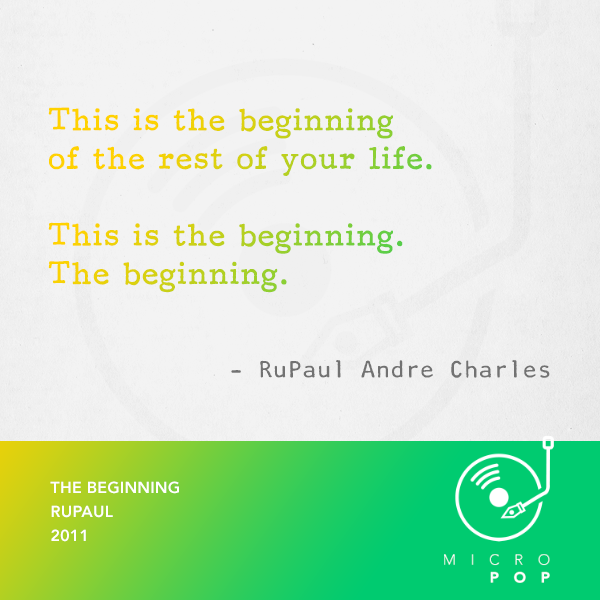 This is the beginning
of the rest of your life.
This is the beginning.
The beginning.
– RuPaul Andre Charles
THE BEGINNING
RUPAUL
2011
MICRO
POP